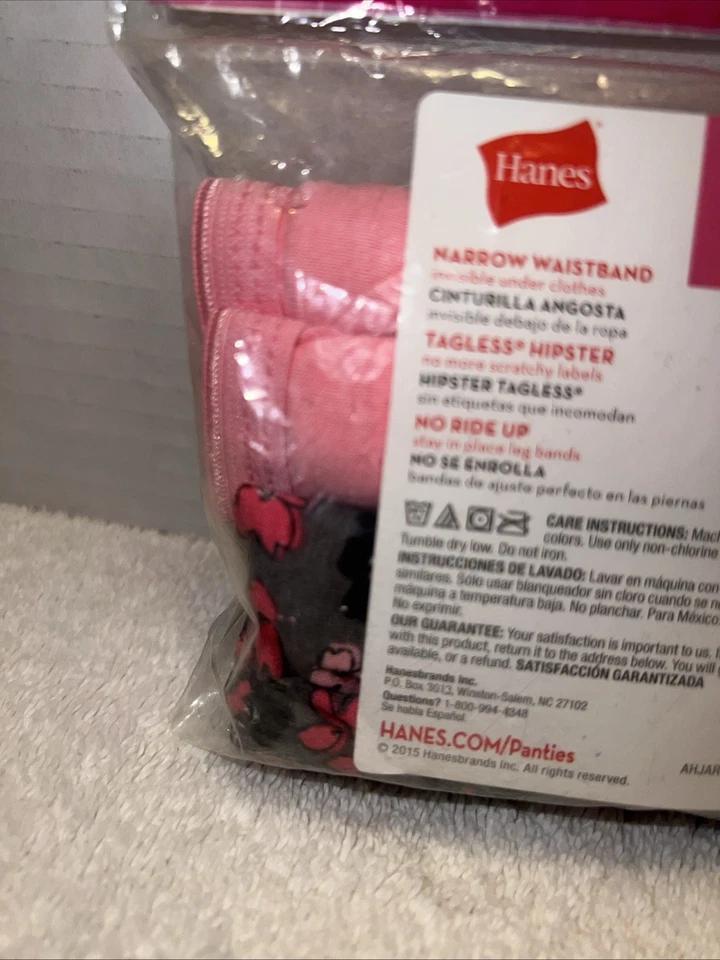 Hanes
NARROW WAISTBAND
invisible under clothes
CINTURILLA ANGOSTA
invisible debajo de la ropa
TAGLESS® HIPSTER
no more scratchy labels
HIPSTER TAGLESS®
sin etiquetas que incomodan
NO RIDE UP
stay in place leg bands
NO SE ENROLLA
bandas de ajuste perfecto en las piernas
CARE INSTRUCTIONS: Mach
colors. Use only non-chlorine
Tumble dry low. Do not iron.
INSTRUCCIONES DE LAVADO: Lavar en máquina con
similares. Sólo usar blanqueador sin cloro cuando se n
máquina a temperatura baja. No planchar. Para México:
No exprimir.
OUR GUARANTEE: Your satisfaction is important to us. I
with this product, return it to the address below. You will
available, or a refund. SATISFACCIÓN GARANTIZADA
Hanesbrands Inc.
P.O. Box 3013, Winston-Salem, NC 27102
Questions? 1-800-994-4348
Se habla Español.
HANES.COM/Panties
© 2015 Hanesbrands Inc. All rights reserved.
AHJAR